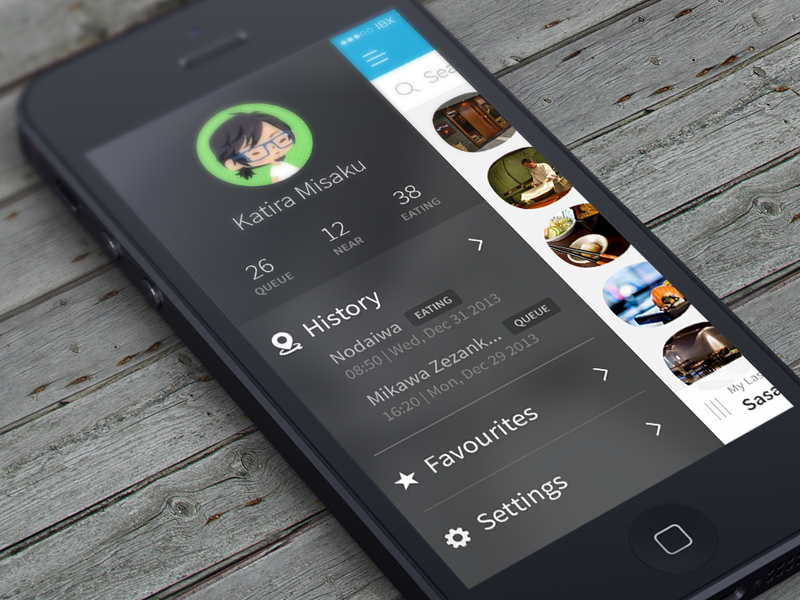 IBX
Sea
Katira Misaku
26
QUEUE
12
NEAR
38
EATING
History
Nodaiwa EATING
08:50 | Wed, Dec 31 2013
Mikawa Zezank... QUEUE
16:20 | Mon, Dec 29 2013
Favourites
Settings
My Las
Sasa